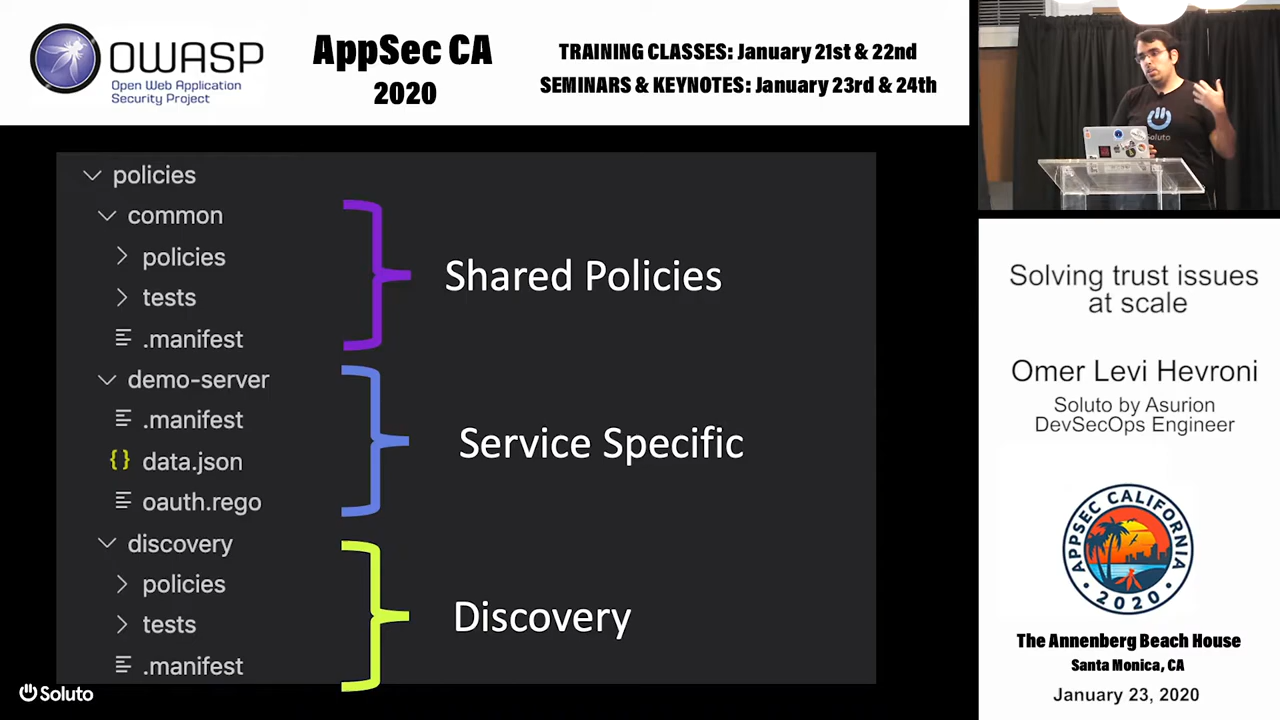 OWASP
Open Web Application
Security Project
AppSec CA
2020
TRAINING CLASSES: January 21st & 22nd
SEMINARS & KEYNOTES: January 23rd & 24th
policies
common
policies
tests
.manifest
Shared Policies
demo-server
.manifest
{} data.json
oauth.rego
Service Specific
discovery
policies
tests
.manifest
Discovery
Soluto
Soluto
Solving trust issues
at scale
Omer Levi Hevroni
Soluto by Asurion
DevSecOps Engineer
APPSEC CALIFORNIA
2020
The Annenberg Beach House
Santa Monica, CA
January 23, 2020